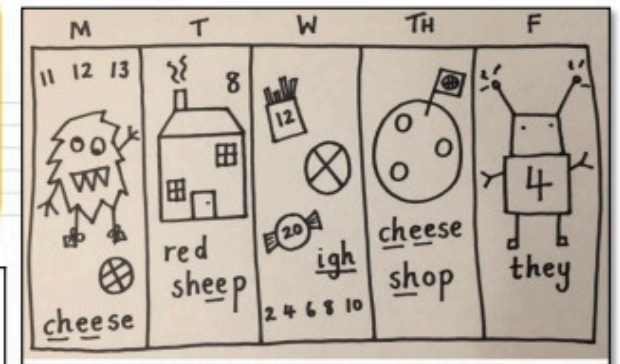 M T W TH F
11 12 13
cheese
8
red
sheep
12
20
igh
2 4 6 8 10
cheese
shop
4
they